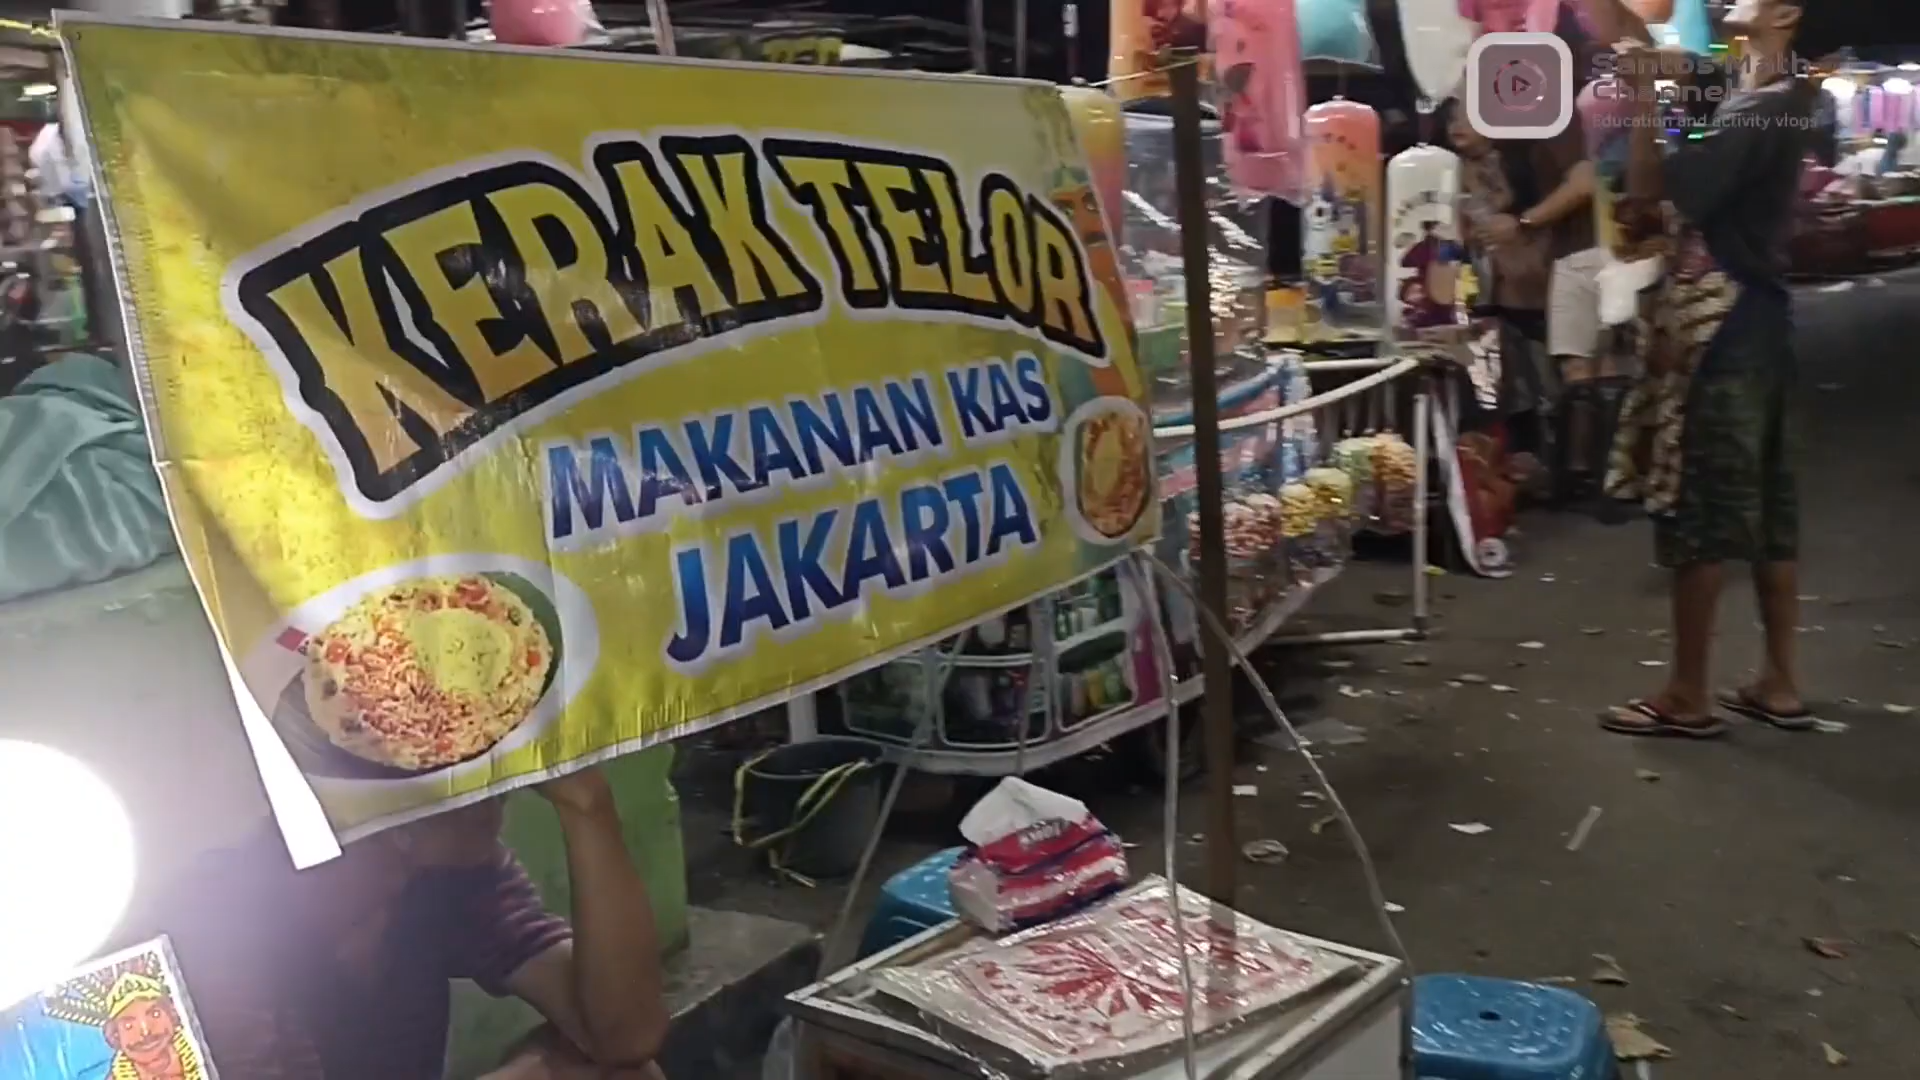 KERAK TELOR
MAKANAN KAS
JAKARTA
Santos Math
Channel
Education and activity vlogs